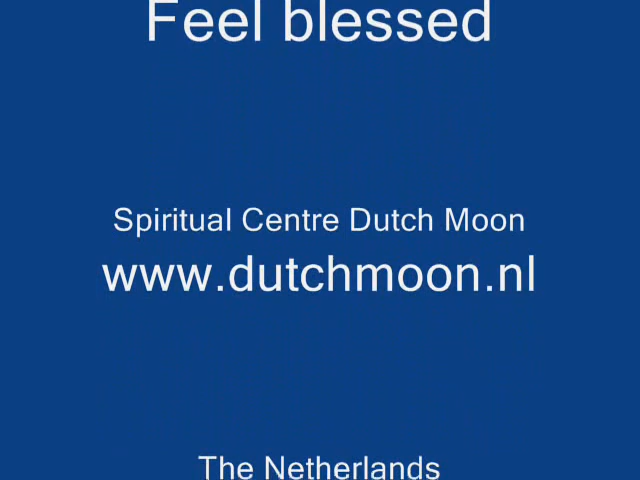 Feel blessed
Spiritual Centre Dutch Moon
www.dutchmoon.nl
The Netherlands